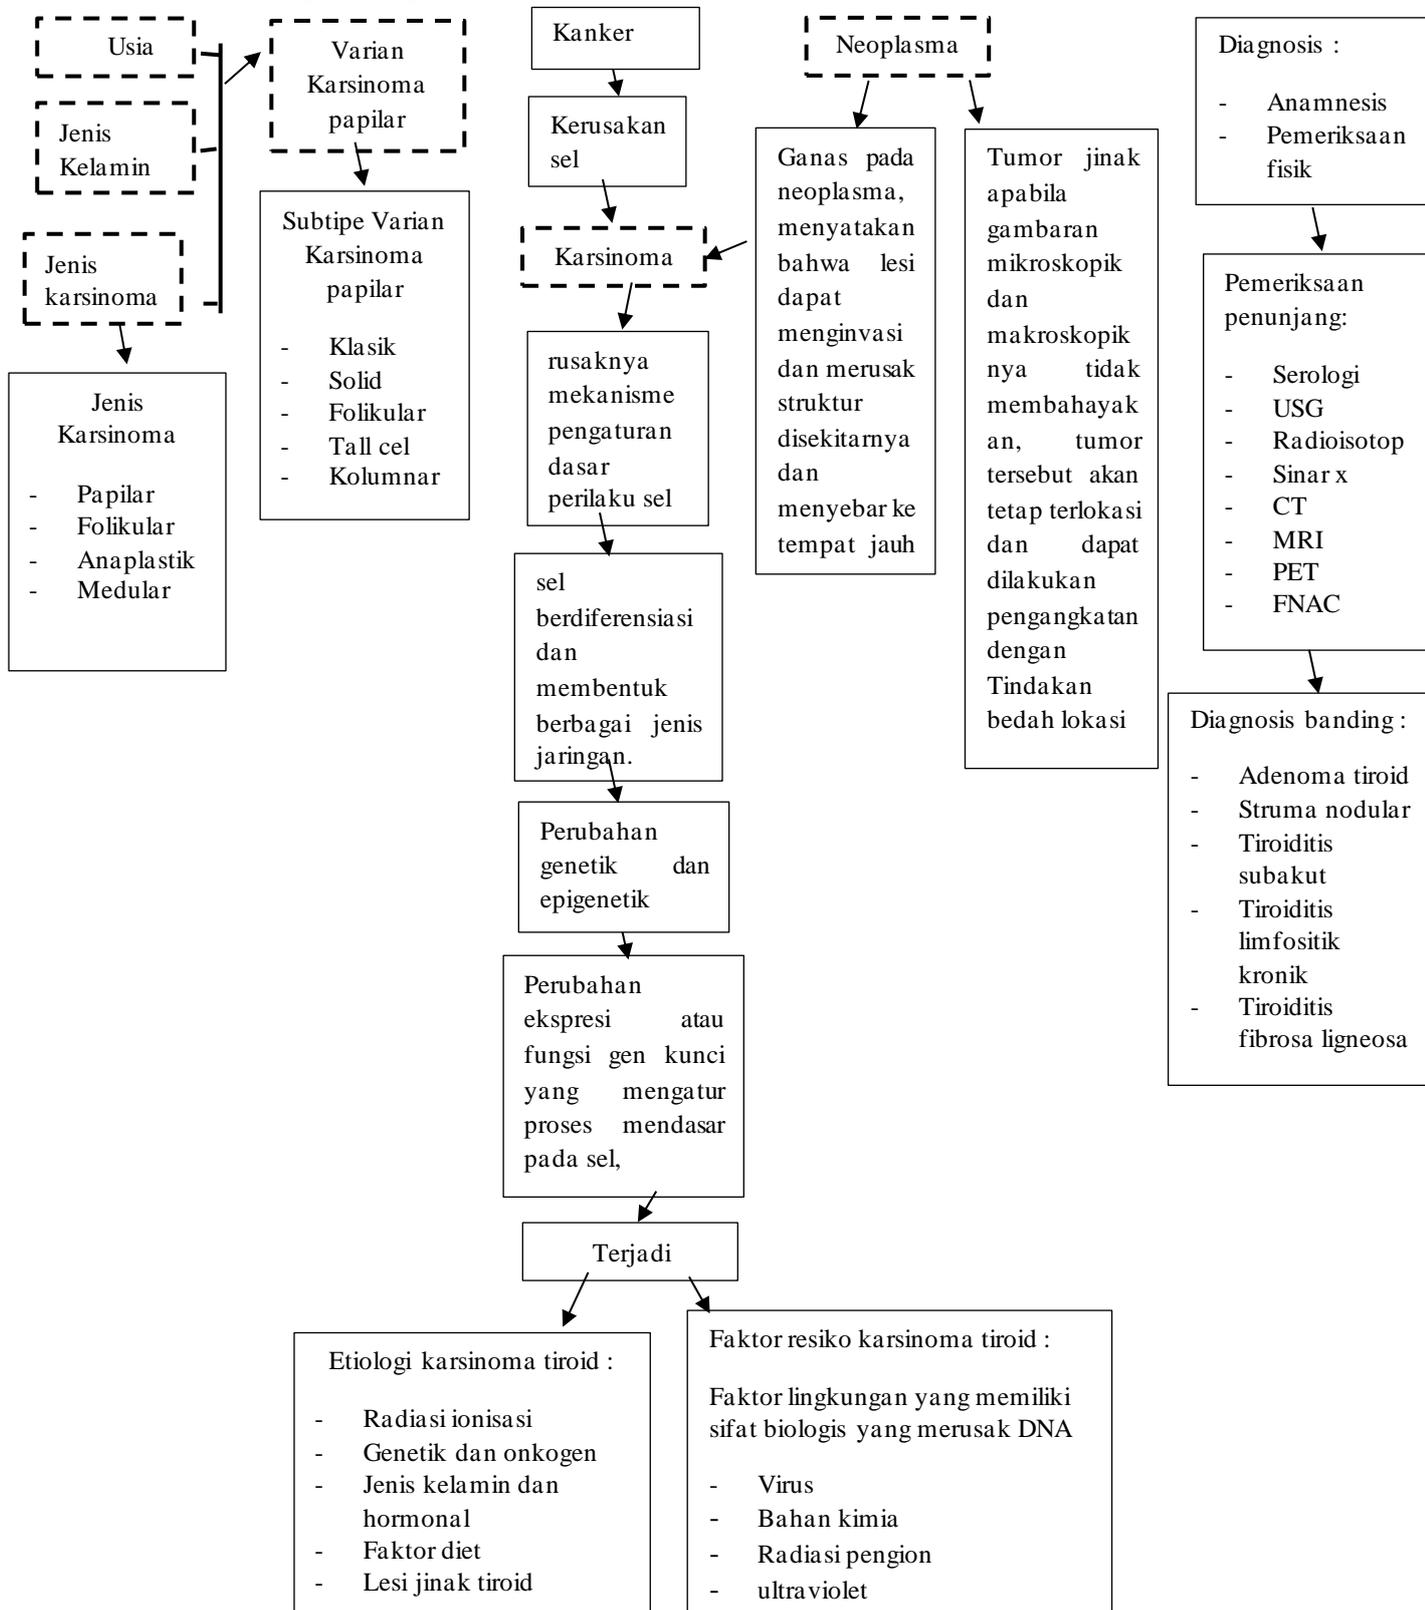 Usia
Jenis
Kelamin
Jenis
karsinoma
Jenis
Karsinoma
- Papilar
- Folikular
- Anaplastik
- Medular
Varian
Karsinoma
papilar
Subtipe Varian
Karsinoma
papilar
- Klasik
- Solid
- Folikular
- Tall cel
- Kolumnar
Kanker
Kerusakan
sel
Karsinoma
rusaknya
mekanisme
pengaturan
dasar
perilaku sel
sel
berdiferensiasi
dan
membentuk
berbagai jenis
jaringan.
Perubahan
genetik dan
epigenetik
Perubahan
ekspresi atau
fungsi gen kunci
yang mengatur
proses mendasar
pada sel,
Terjadi
Etiologi karsinoma tiroid :
- Radiasi ionisasi
- Genetik dan onkogen
- Jenis kelamin dan
hormonal
- Faktor diet
- Lesi jinak tiroid
Faktor resiko karsinoma tiroid :
Faktor lingkungan yang memiliki
sifat biologis yang merusak DNA
- Virus
- Bahan kimia
- Radiasi pengion
- ultraviolet
Neoplasma
Ganas pada
neoplasma,
menyatakan
bahwa lesi
dapat
menginvasi
dan merusak
struktur
disekitarnya
dan
menyebar ke
tempat jauh
Tumor jinak
apabila
gambaran
mikroskopik
dan
makroskopik
nya tidak
membahayak
an, tumor
tersebut akan
tetap terlokasi
dan dapat
dilakukan
pengangkatan
dengan
Tindakan
bedah lokasi
Diagnosis :
- Anamnesis
- Pemeriksaan
fisik
Pemeriksaan
penunjang:
- Serologi
- USG
- Radioisotop
- Sinar x
- CT
- MRI
- PET
- FNAC
Diagnosis banding :
- Adenoma tiroid
- Struma nodular
- Tiroiditis
subakut
- Tiroiditis
limfositik
kronik
- Tiroiditis
fibrosa ligneosa